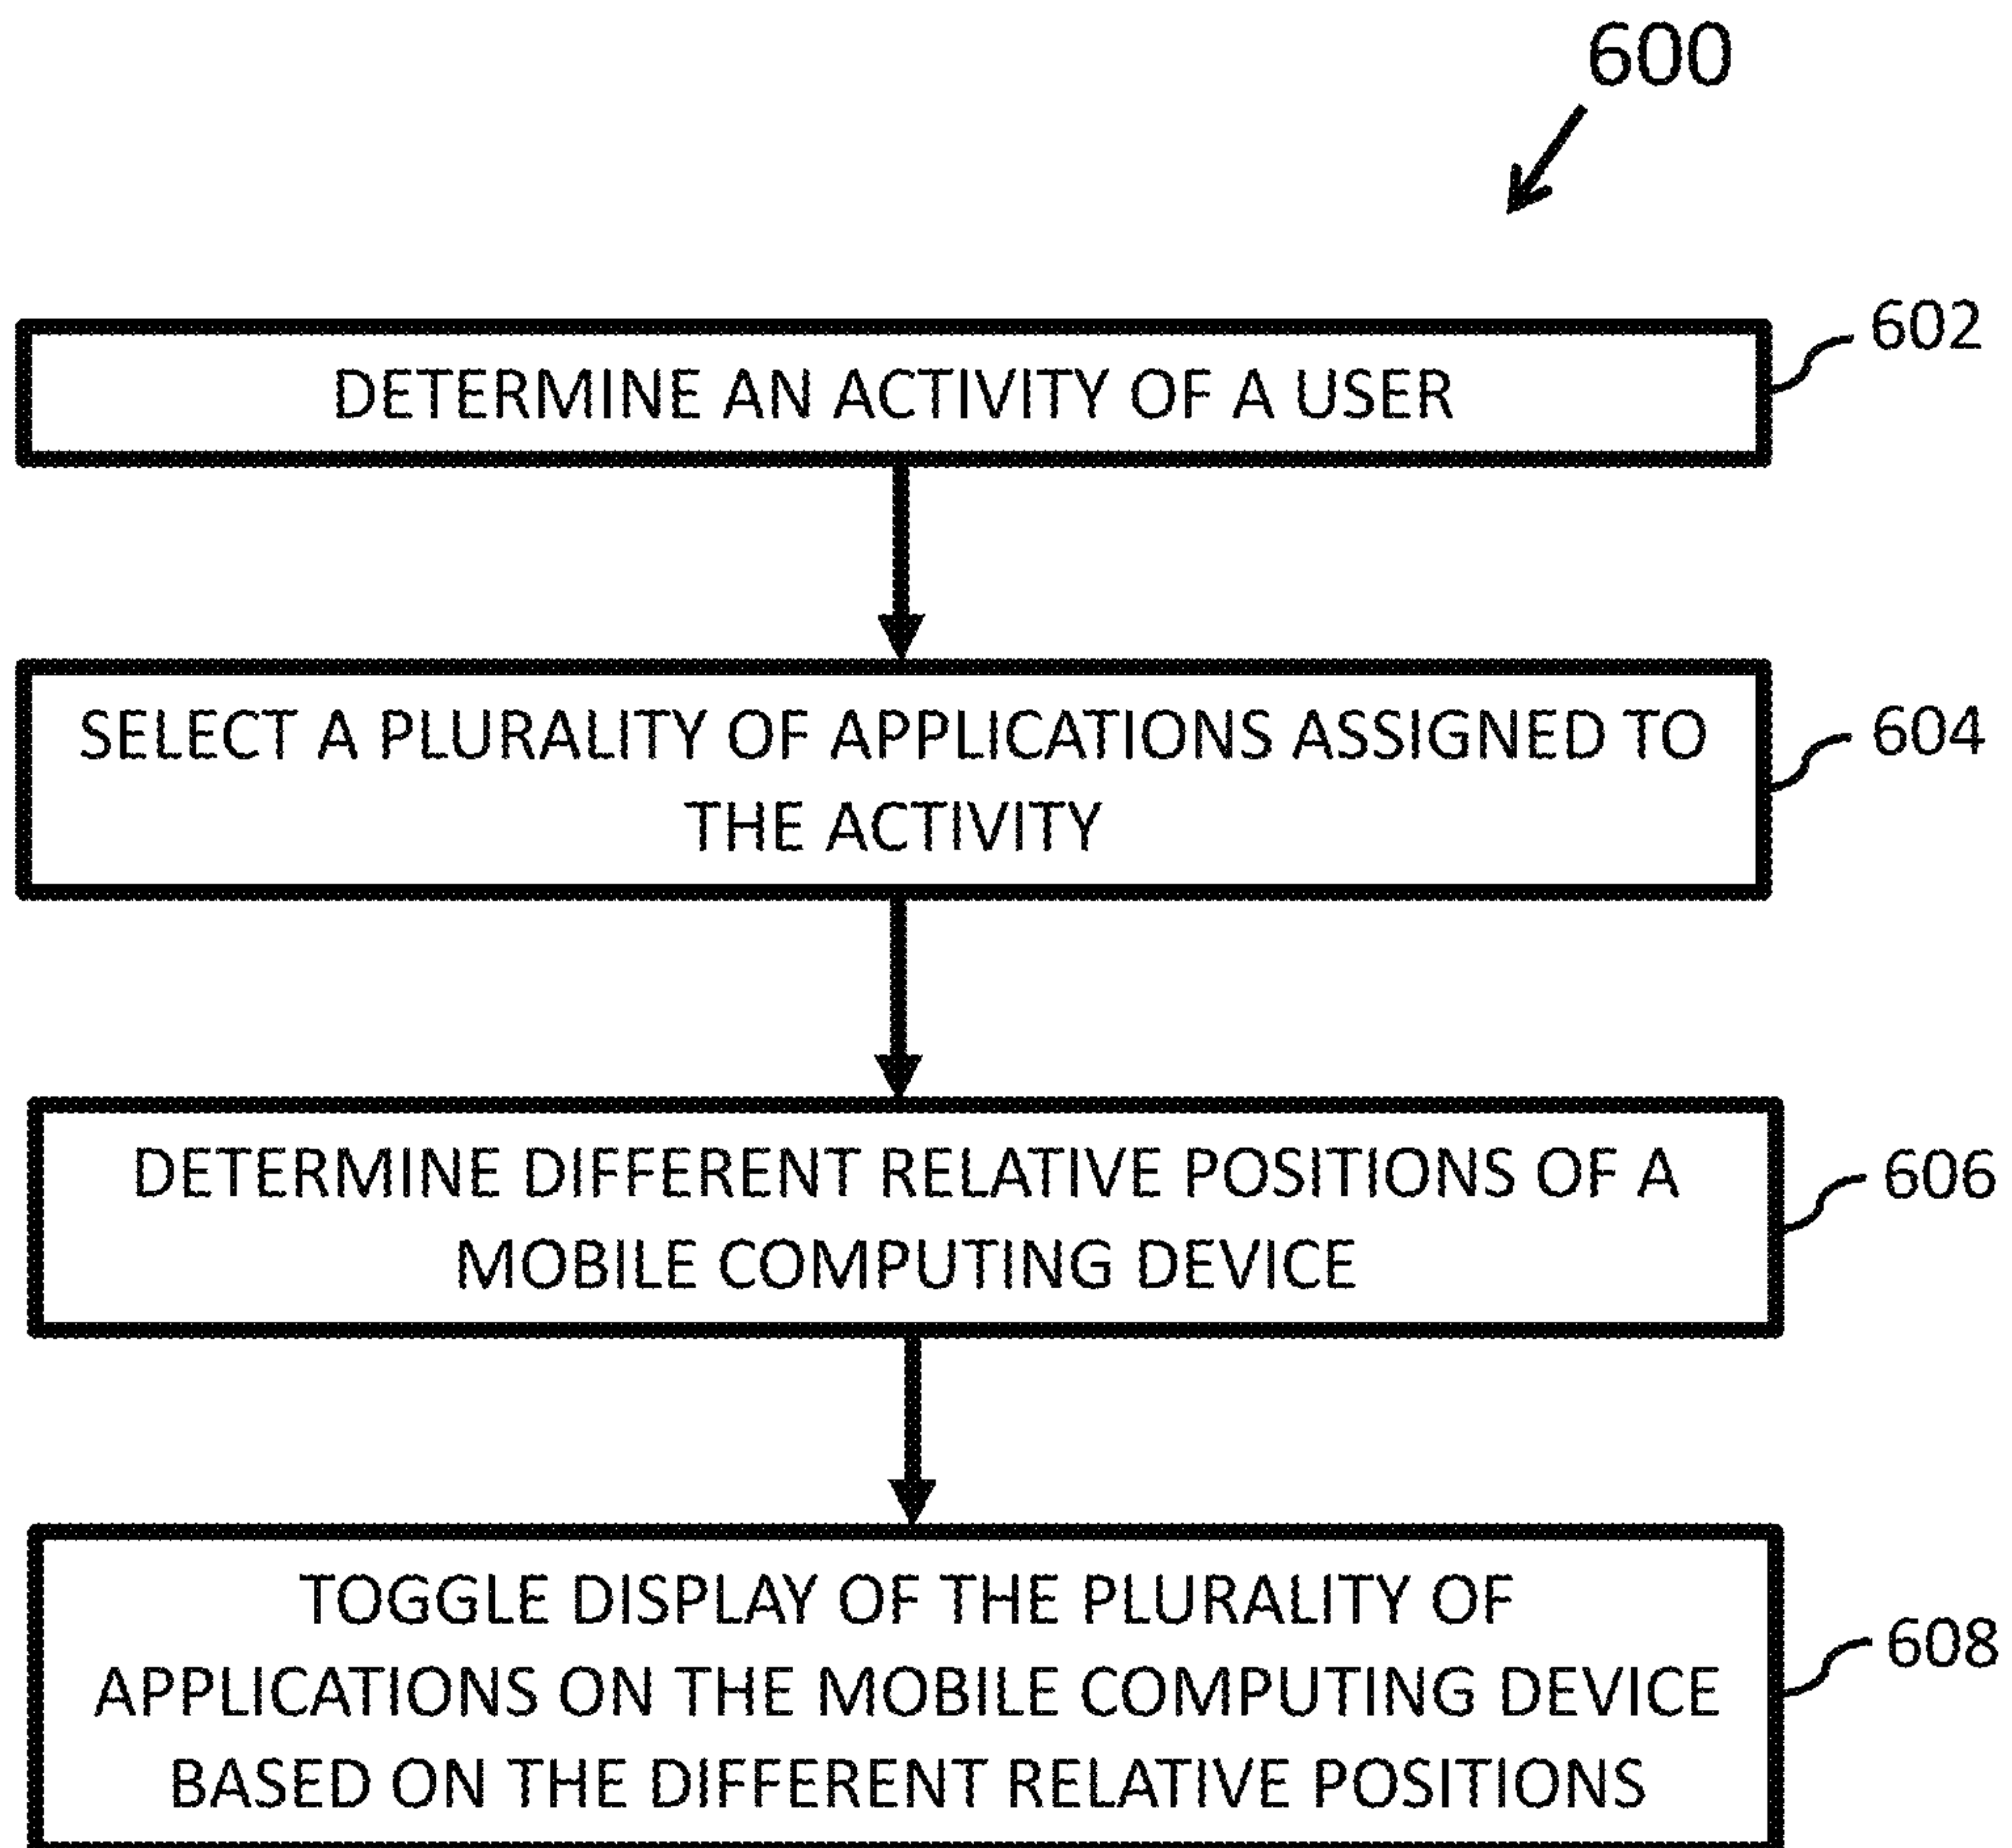 600
602
DETERMINE AN ACTIVITY OF A USER
604
SELECT A PLURALITY OF APPLICATIONS ASSIGNED TO
THE ACTIVITY
606
DETERMINE DIFFERENT RELATIVE POSITIONS OF A
MOBILE COMPUTING DEVICE
608
TOGGLE DISPLAY OF THE PLURALITY OF
APPLICATIONS ON THE MOBILE COMPUTING DEVICE
BASED ON THE DIFFERENT RELATIVE POSITIONS